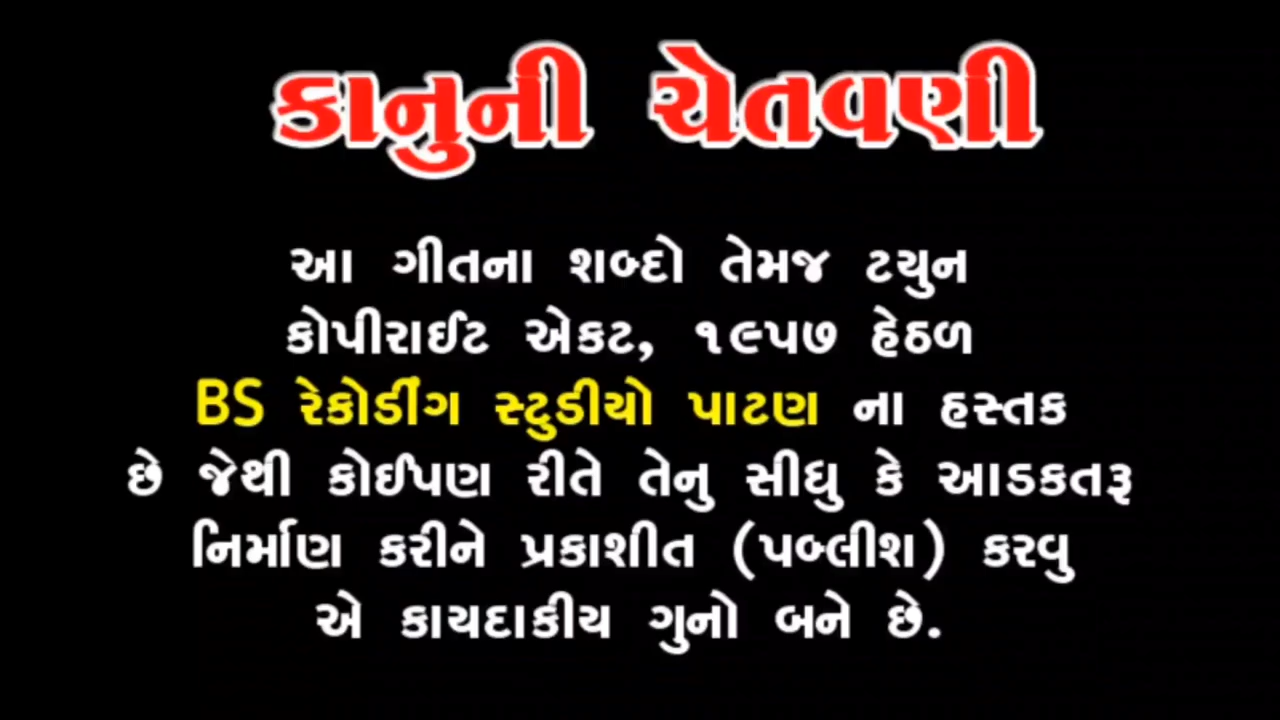 કાનુની ચેતવણી
આ ગીતના શબ્દો તેમજ ટયુન
કોપીરાઈટ એકટ, ૧૯૫૭ હેઠળ
BS રેકોર્ડીંગ સ્ટુડીયો પાટણ ના હસ્તક
છે જેથી કોઈપણ રીતે તેનુ સીધુ કે આડકતરૂ
નિર્માણ કરીને પ્રકાશીત (પબ્લીશ) કરવુ
એ કાયદાકીય ગુનો બને છે.